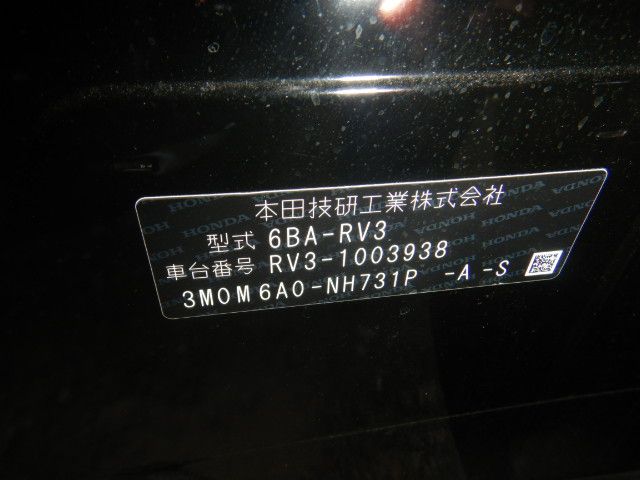 本田技研工業株式会社
型式 6BA-RV3
車台番号 RV3-1003938
3M0M6A0-NH731P -A-S